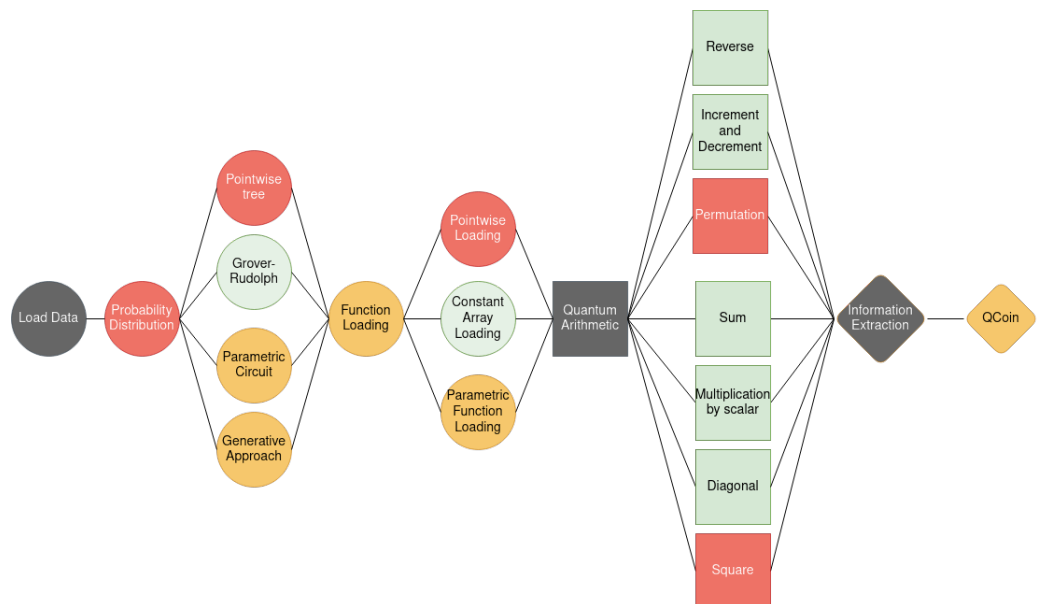 Load Data
Probability
Distribution
Pointwise
tree
Grover-
Rudolph
Parametric
Circuit
Generative
Approach
Function
Loading
Pointwise
Loading
Constant
Array
Loading
Parametric
Function
Loading
Quantum
Arithmetic
Reverse
Increment
and
Decrement
Permutation
Sum
Multiplication
by scalar
Diagonal
Square
Information
Extraction
QCoin